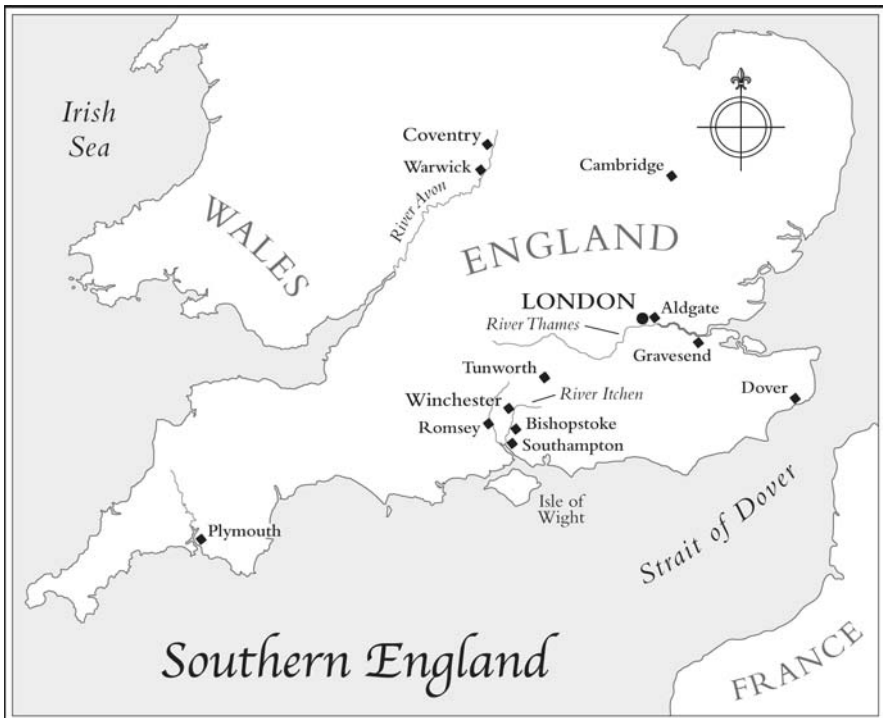 Irish
Sea
Coventry
Warwick
Cambridge
River Avon
WALES
ENGLAND
LONDON
Aldgate
River Thames
Gravesend
Tunworth
Dover
Winchester
River Itchen
Romsey
Bishopstoke
Southampton
Isle of
Wight
Strait of Dover
Plymouth
Southern England
FRANCE